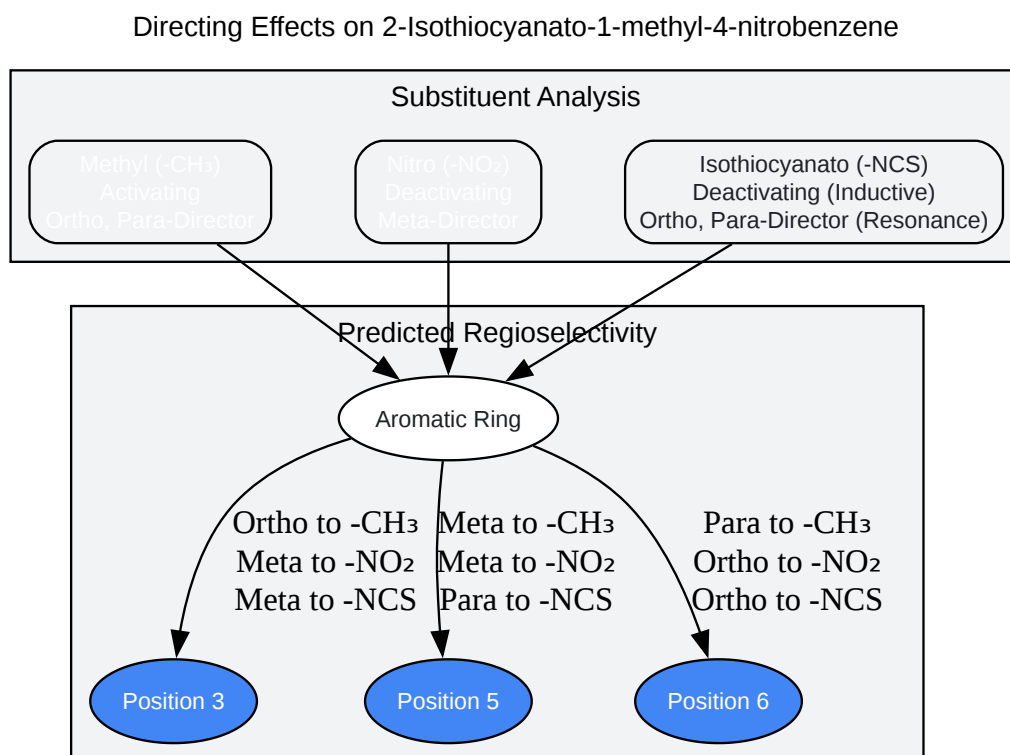 Directing Effects on 2-Isothiocyanato-1-methyl-4-nitrobenzene
Substituent Analysis
Methyl (-CH₃)
Activating
Ortho, Para-Director
Nitro (-NO₂)
Deactivating
Meta-Director
Isothiocyanato (-NCS)
Deactivating (Inductive)
Ortho, Para-Director (Resonance)
Predicted Regioselectivity
Aromatic Ring
Ortho to -CH₃
Meta to -NO₂
Meta to -NCS
Meta to -CH₃
Meta to -NO₂
Para to -NCS
Para to -CH₃
Ortho to -NO₂
Ortho to -NCS
Position 3
Position 5
Position 6